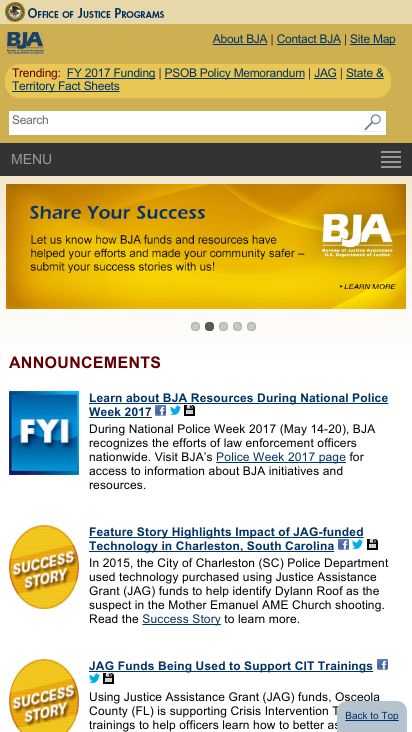 OFFICE OF JUSTICE PROGRAMS
BJA
About BJA | Contact BJA | Site Map
Trending: FY 2017 Funding | PSOB Policy Memorandum | JAG | State &
Territory Fact Sheets
Search
MENU
Share Your Success
Let us know how BJA funds and resources have
helped your efforts and made your community safer –
submit your success stories with us!
BJA
Bureau of Justice Assistance
U.S. Department of Justice
LEARN MORE
ANNOUNCEMENTS
FYI
Learn about BJA Resources During National Police
Week 2017
During National Police Week 2017 (May 14-20), BJA
recognizes the efforts of law enforcement officers
nationwide. Visit BJA's Police Week 2017 page for
access to information about BJA initiatives and
resources.
SUCCESS
STORY
Feature Story Highlights Impact of JAG-funded
Technology in Charleston, South Carolina
In 2015, the City of Charleston (SC) Police Department
used technology purchased using Justice Assistance
Grant (JAG) funds to help identify Dylann Roof as the
suspect in the Mother Emanuel AME Church shooting.
Read the Success Story to learn more.
SUCCESS
STORY
JAG Funds Being Used to Support CIT Trainings
Using Justice Assistance Grant (JAG) funds, Osceola
County (FL) is supporting Crisis Intervention T
trainings to help officers learn how to better as
Back to Top